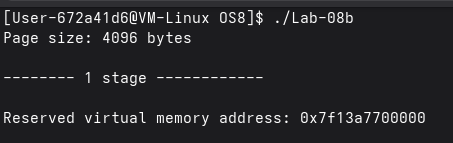 [User-672a41d6@VM-Linux OS8]$ ./Lab-08b
Page size: 4096 bytes
-------- 1 stage ------------
Reserved virtual memory address: 0x7f13a7700000